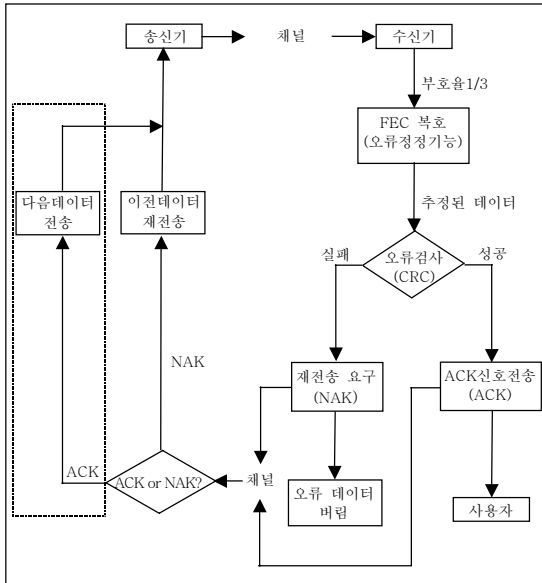 송신기
채널
수신기
부호율1/3
FEC 복호
(오류정정기능)
다음데이터
전송
이전데이터
재전송
추정된 데이터
실패
오류검사
(CRC)
성공
NAK
재전송 요구
(NAK)
ACK신호전송
(ACK)
ACK
ACK or NAK?
채널
오류 데이터
버림
사용자